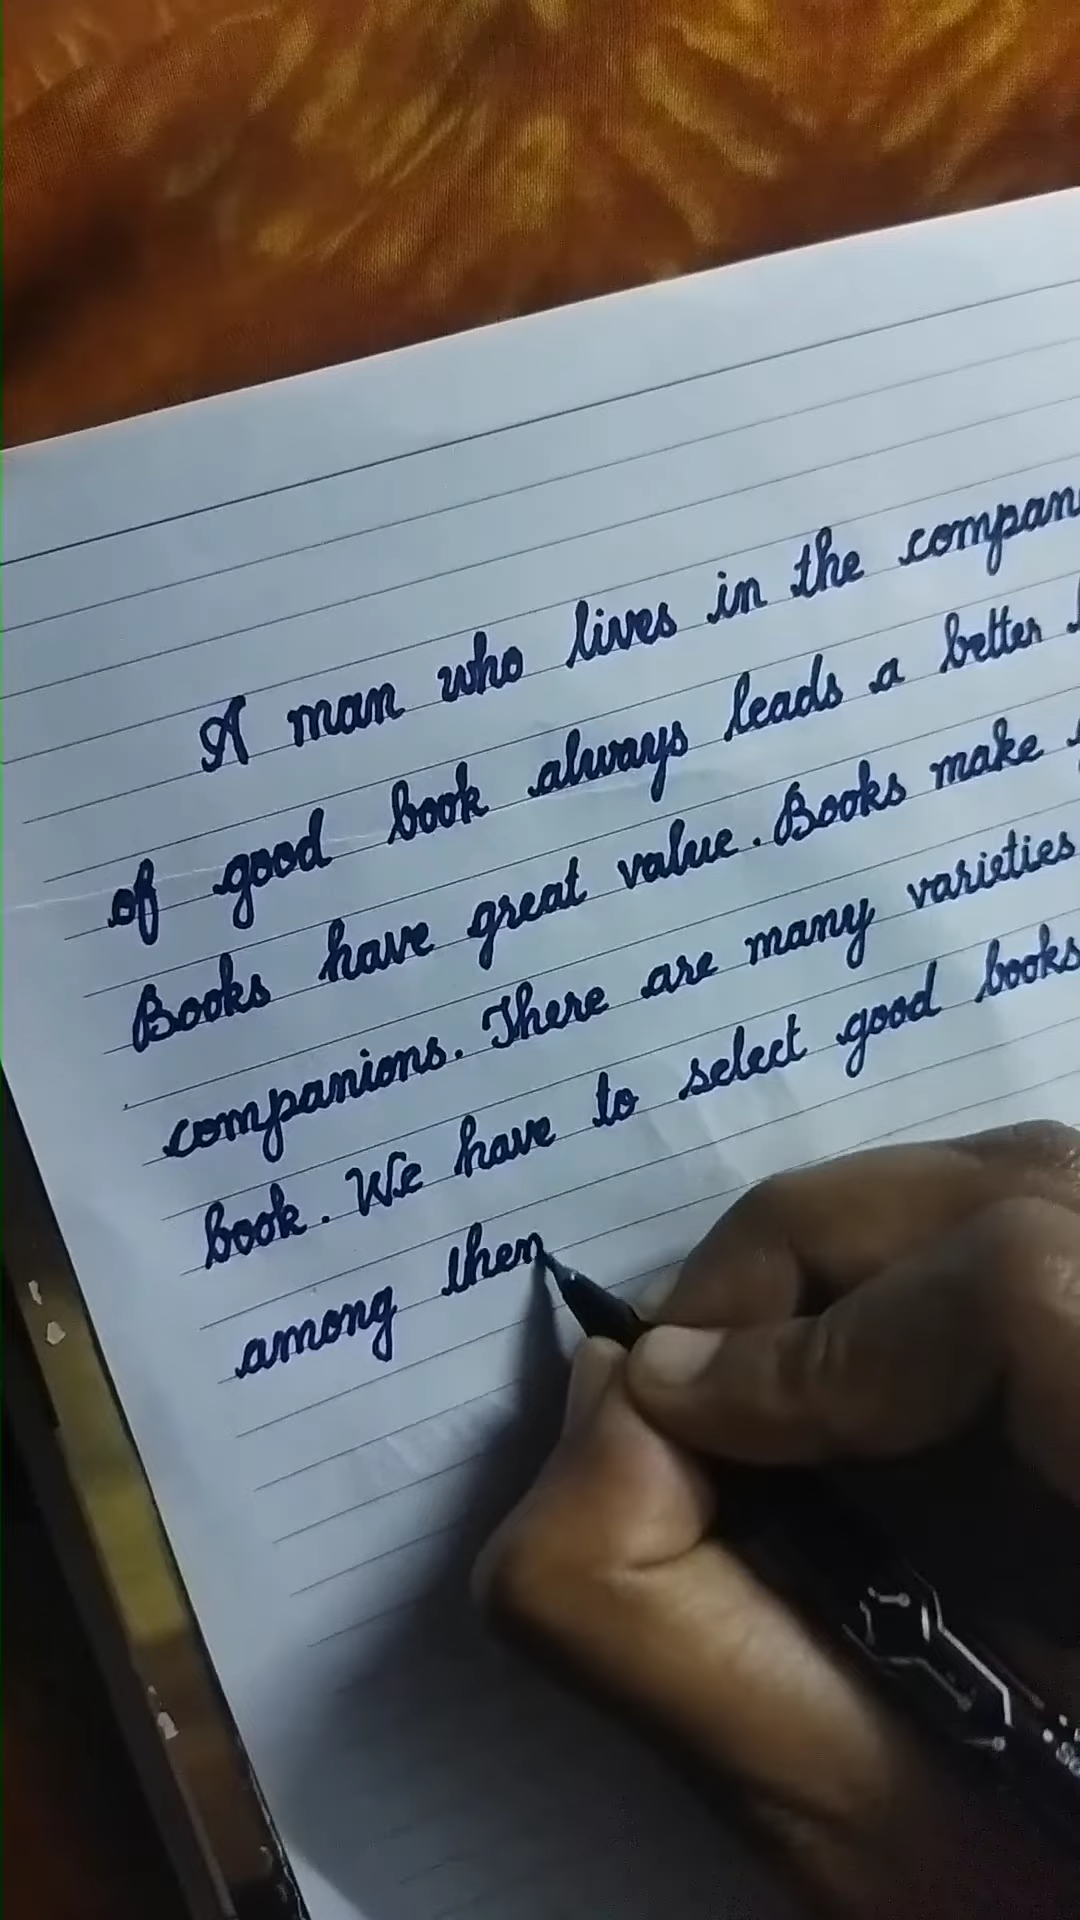 A man who lives in the compan
of good book always leads a better
Books have great value. Books make
companions. There are many varieties
book. We have to select good books
among then